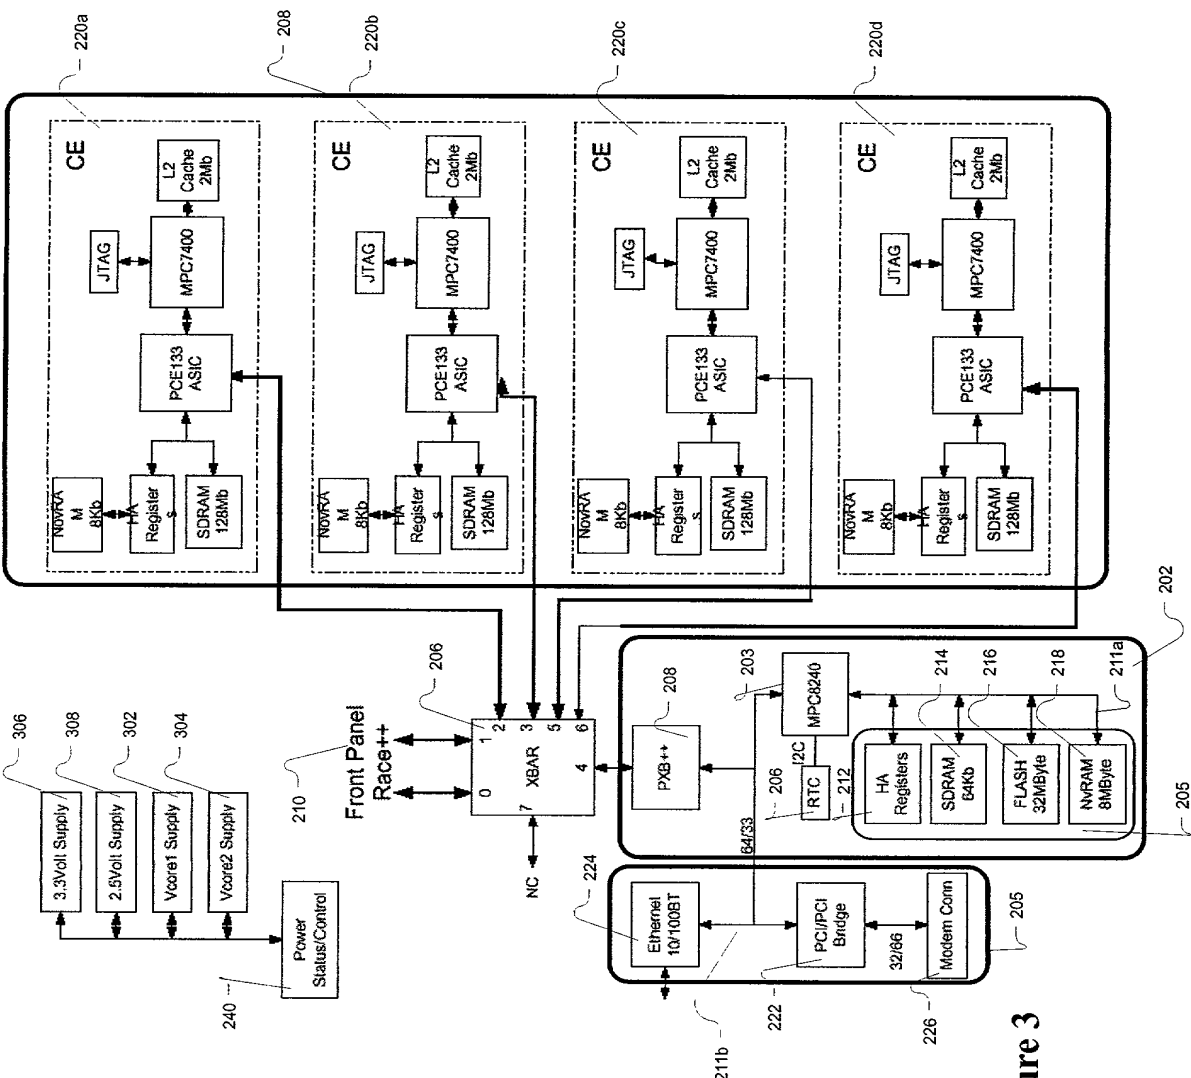 220a
208
220b
220c
220d
CE
L2
Cache
2Mb
JTAG
MPC7400
PCE133
ASIC
NovRA
M
8Kb
HA
Register
s
SDRAM
128Mb
CE
L2
Cache
2Mb
JTAG
MPC7400
PCE133
ASIC
NovRA
M
8Kb
HA
Register
s
SDRAM
128Mb
CE
L2
Cache
2Mb
JTAG
MPC7400
PCE133
ASIC
NovRA
M
8Kb
HA
Register
s
SDRAM
128Mb
CE
L2
Cache
2Mb
JTAG
MPC7400
PCE133
ASIC
NovRA
M
8Kb
HA
Register
s
SDRAM
128Mb
306
308
302
304
3.3Volt Supply
2.5Volt Supply
Vcore1 Supply
Vcore2 Supply
Power
Status/Control
240
210
Front Panel
Race++
206
0
1
2
3
5
6
4
7
XBAR
NC
202
208
203
PXB++
MPC8240
I2C
RTC
206
212
214
216
218
211a
HA
Registers
SDRAM
64Kb
FLASH
32MByte
NvRAM
8MByte
205
64/33
224
Ethernet
10/100BT
PCI/PCI
Bridge
32/66
Modem Conn
205
211b
222
226
ure 3